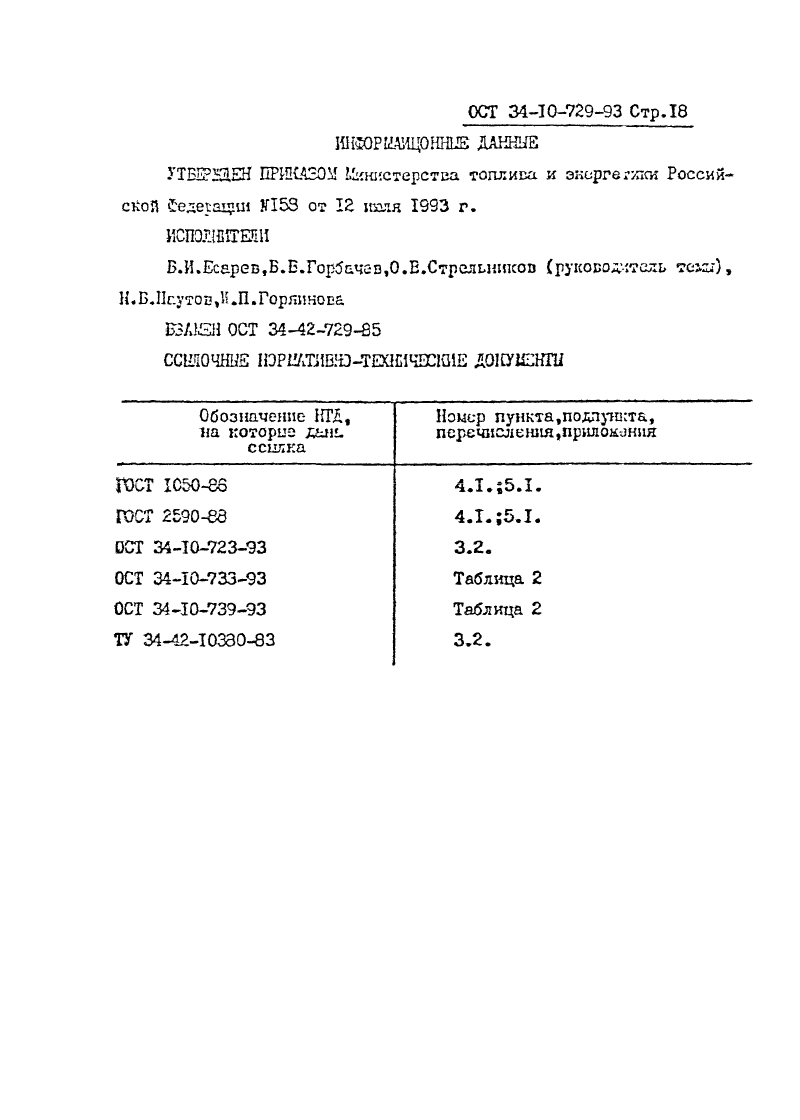 ОСТ 34-10-729-93 Стр.18
ИНФОРМАЦИОННЫЕ ДАННЫЕ
УТВЕРЖДЕН ПРИКАЗОМ Министерства топлива и энергетики Россий-
ской Федерации №158 от 12 июля 1993 г.
ИСПОЛНИТЕЛИ
Б.И.Есарев,Б.Б.Горбачев,О.В.Стрельников (руководитель темы),
И.П.Горлинова
ВЗАМЕН ОСТ 34-42-729-85
ССЫЛОЧНЫЕ НОРМАТИВНО-ТЕХНИЧЕСКИЕ ДОКУМЕНТЫ
Обозначение НТД,
на которые дана
ссылка
Номер пункта,подпункта,
перечисления,приложения
ГОСТ 1050-86 4.1.;5.1.
ГОСТ 2590-88 4.1.;5.1.
ОСТ 34-10-723-93 3.2.
ОСТ 34-10-733-93 Таблица 2
ОСТ 34-10-739-93 Таблица 2
ТУ 34-42-10380-83 3.2.